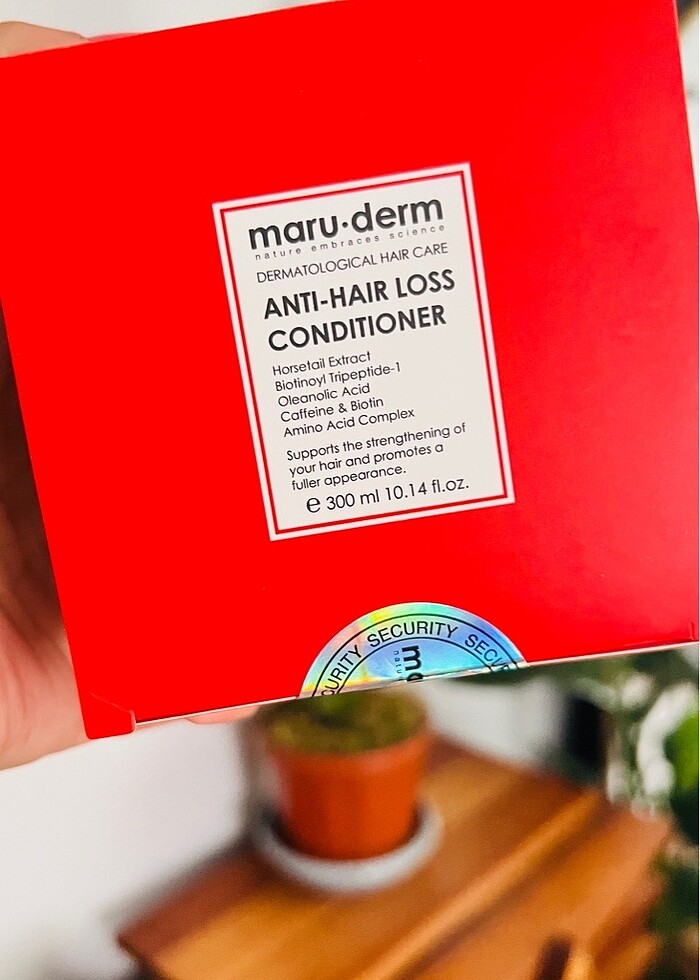 maru·derm
nature embraces science
DERMATOLOGICAL HAIR CARE
ANTI-HAIR LOSS
CONDITIONER
Horsetail Extract
Biotinoyl Tripeptide-1
Oleanolic Acid
Caffeine & Biotin
Amino Acid Complex
Supports the strengthening of
your hair and promotes a
fuller appearance.
℮ 300 ml 10.14 fl.oz.
SECURITY